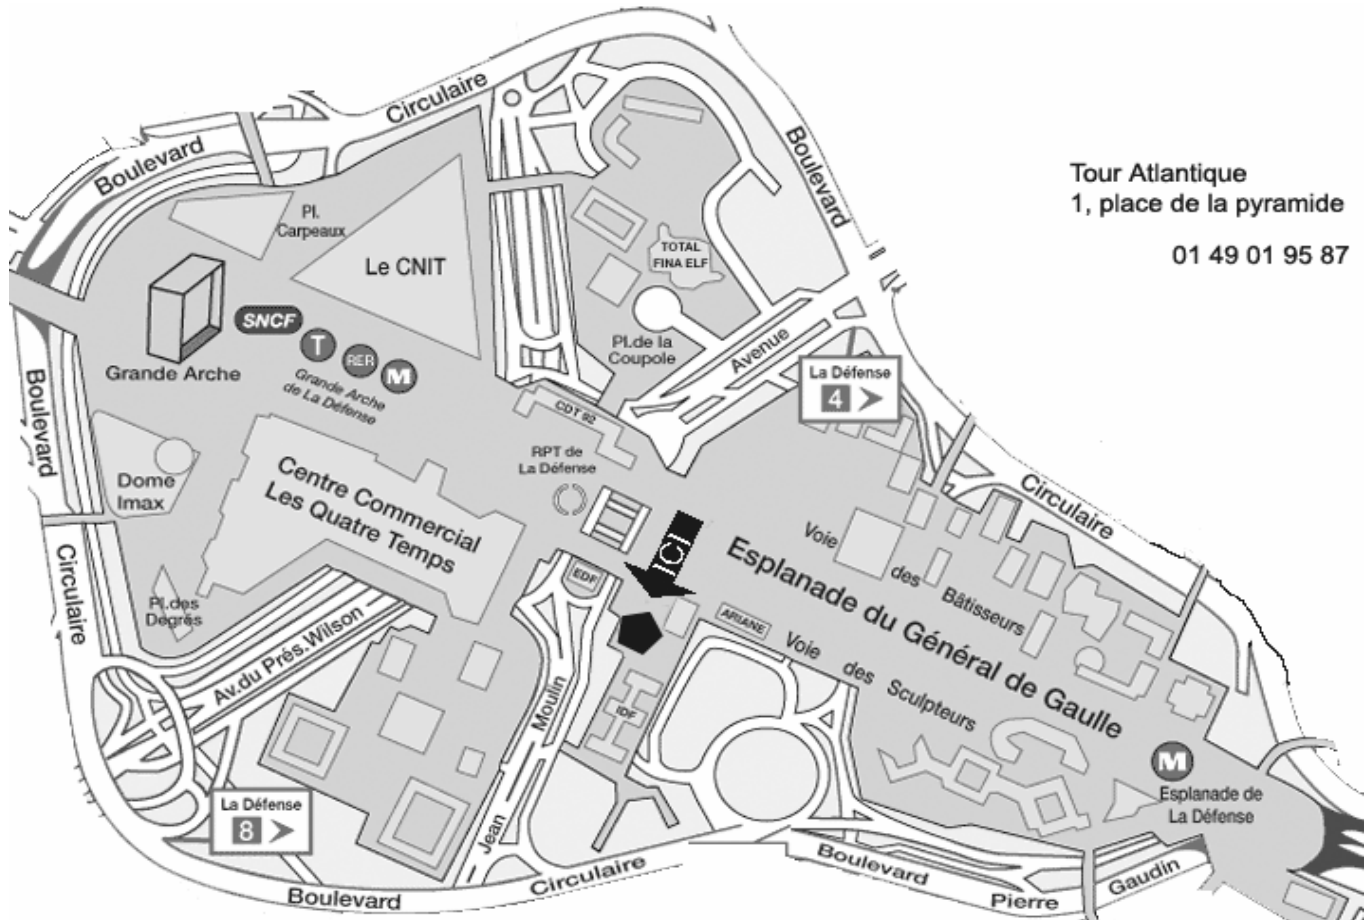 Circulaire
Boulevard
Boulevard
Tour Atlantique
1, place de la pyramide
01 49 01 95 87
Pl.
Carpeaux
Le CNIT
TOTAL
FINA ELF
SNCF
T
RER
M
Grande Arche
Grande Arche
de La Défense
Pl.de la
Coupole
Avenue
La Défense
4
Boulevard
CDT 92
RPT de
La Défense
Dome
Imax
Centre Commercial
Les Quatre Temps
Circulaire
ICI
Voie
des
Bâtisseurs
Esplanade du Général de Gaulle
EDF
Circulaire
Pl.des
Degrés
Av.du Prés.Wilson
ARIANE
Voie
des
Sculpteurs
IDF
Jean
Moulin
M
Esplanade de
La Défense
La Défense
8
Boulevard
Circulaire
Boulevard
Pierre
Gaudin